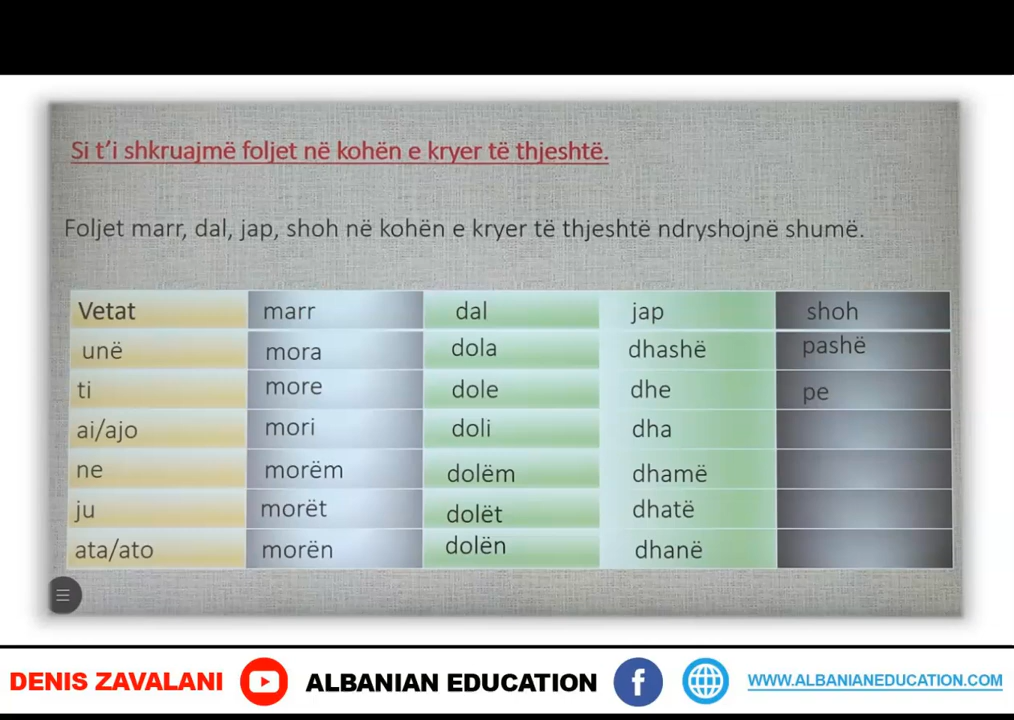 Si t’i shkruajmë foljet në kohën e kryer të thjeshtë.
Foljet marr, dal, jap, shoh në kohën e kryer të thjeshtë ndryshojnë shumë.
Vetat marr dal jap shoh
unë mora dola dhashë pashë
ti more dole dhe pe
ai/ajo mori doli dha
ne morëm dolëm dhamë
ju morët dolët dhatë
ata/ato morën dolën dhanë
DENIS ZAVALANI ALBANIAN EDUCATION f WWW.ALBANIANEDUCATION.COM